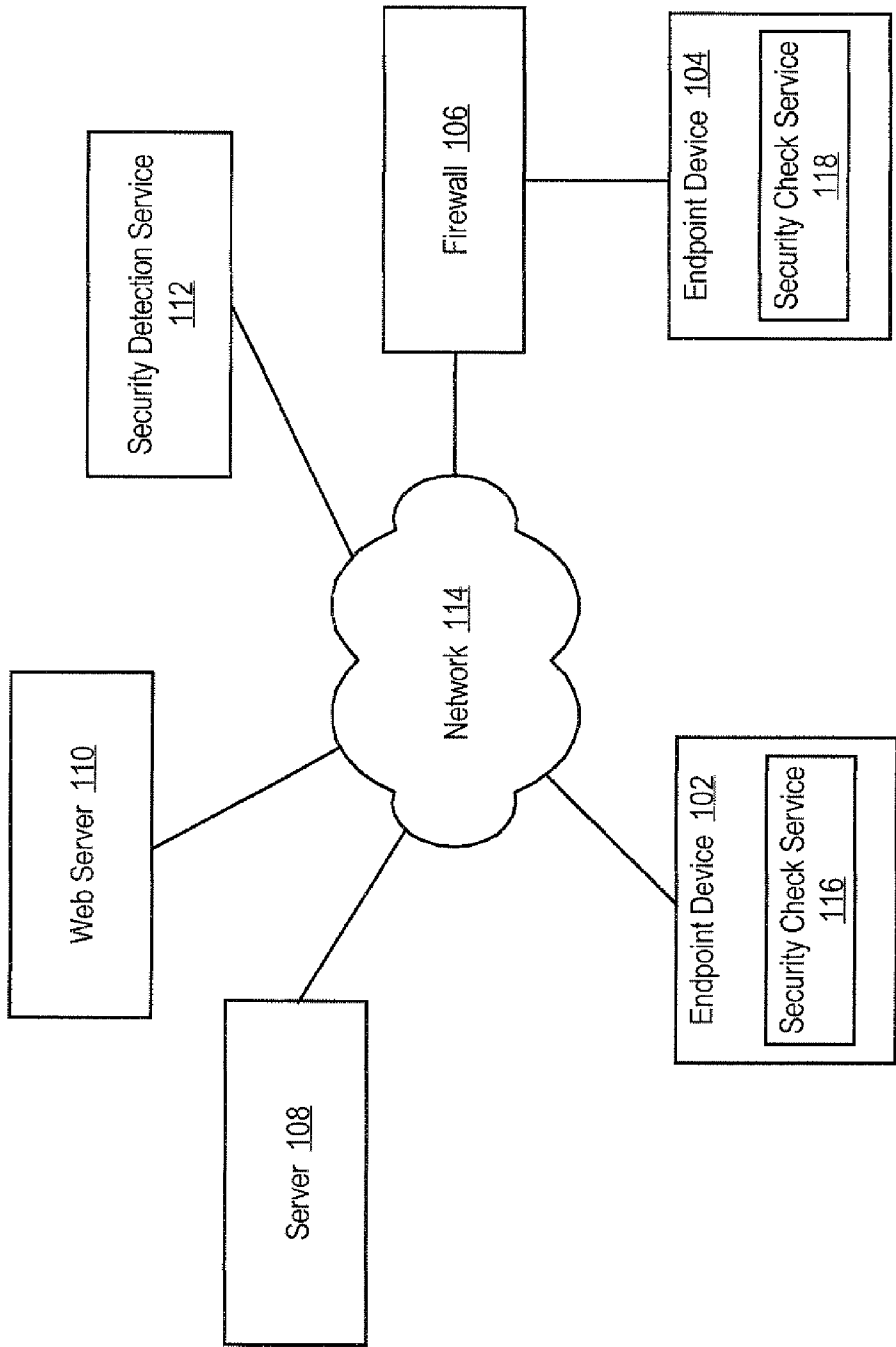 Server 108
Web Server 110
Security Detection Service
112
Network 114
Firewall 106
Endpoint Device 102
Security Check Service
116
Endpoint Device 104
Security Check Service
118